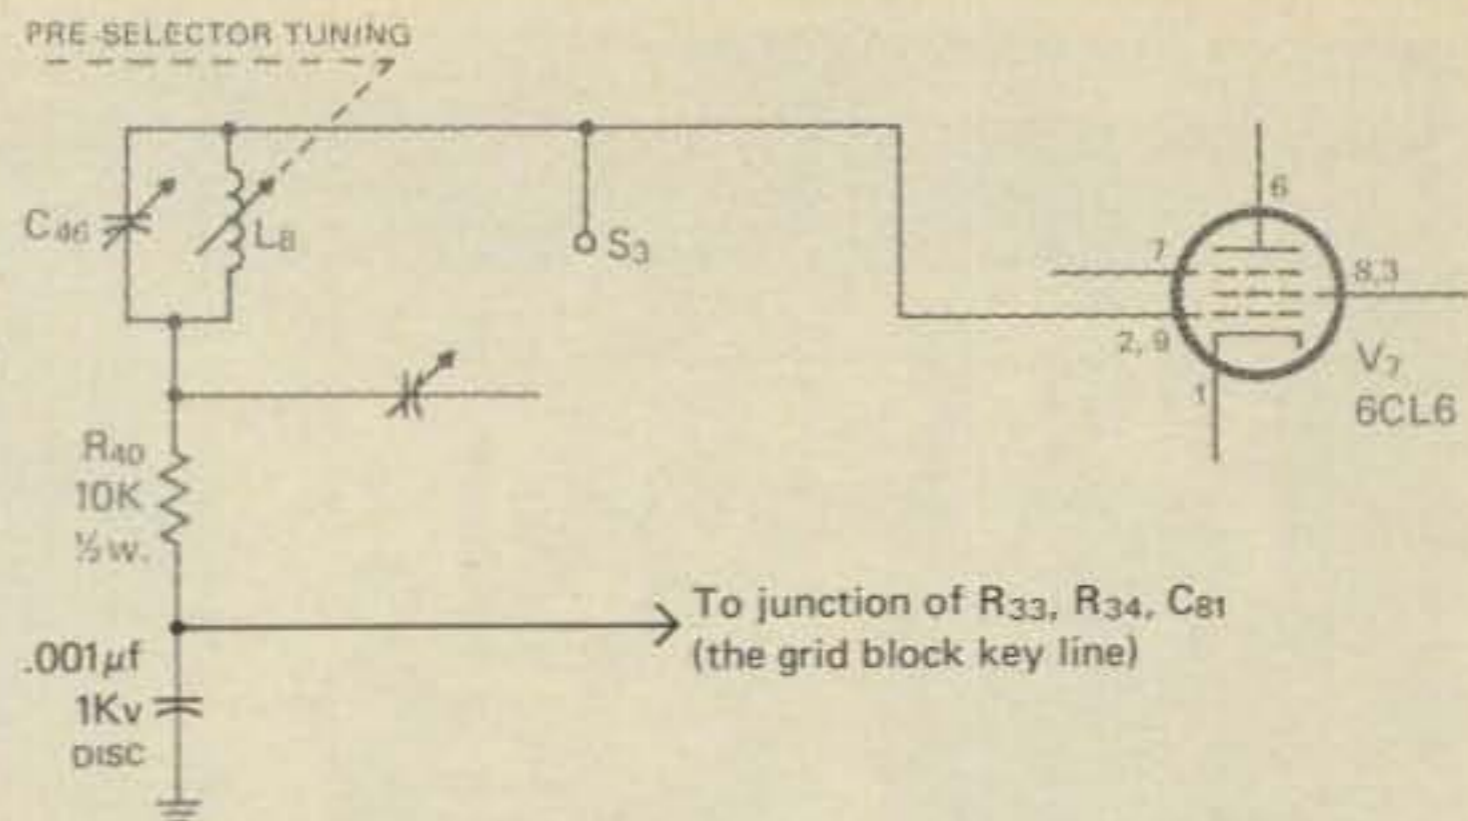 PRE-SELECTOR TUNING
C46
L8
S3
6
7
8,3
2, 9
1
V7
6CL6
R40
10K
½w.
To junction of R33, R34, C81
(the grid block key line)
.001µf
1Kv
DISC